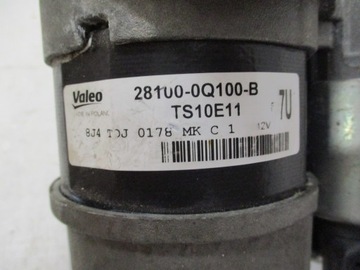 Valeo
28100-0Q100-B
TS10E11
7U
8J4 TOJ 0178 MK C 1 12V